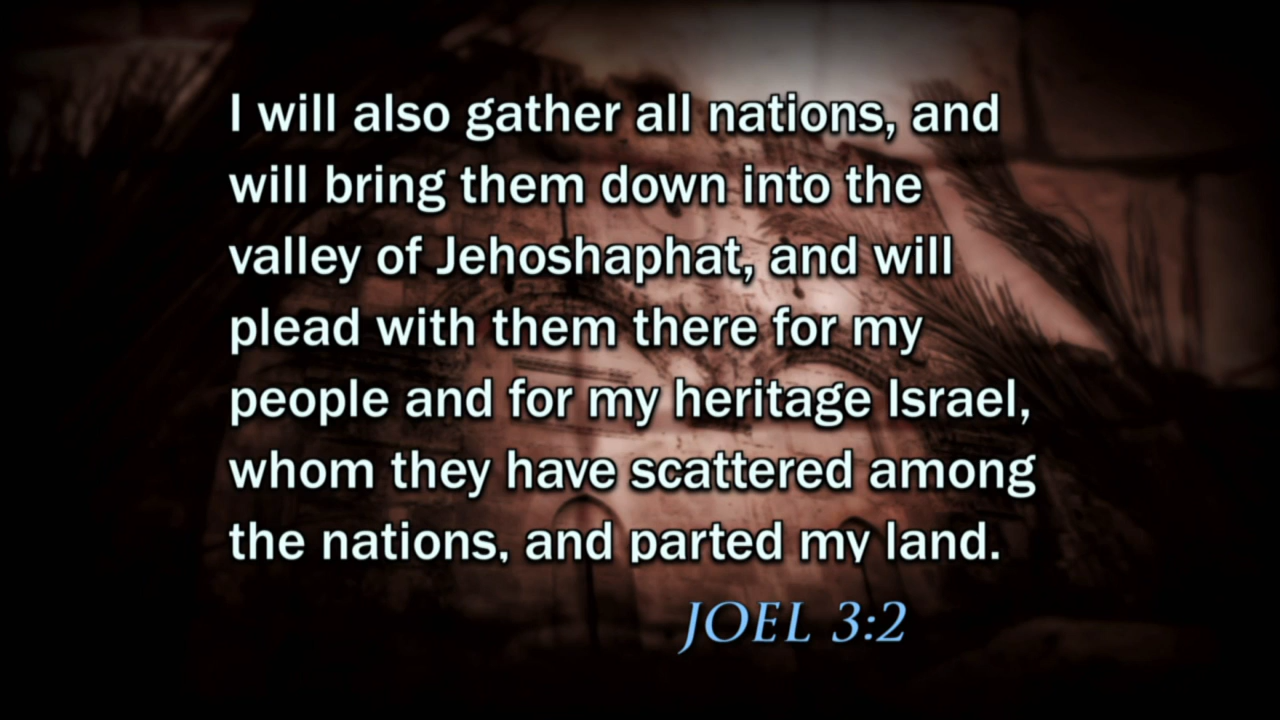 I will also gather all nations, and
will bring them down into the
valley of Jehoshaphat, and will
plead with them there for my
people and for my heritage Israel,
whom they have scattered among
the nations, and parted my land.
JOEL 3:2